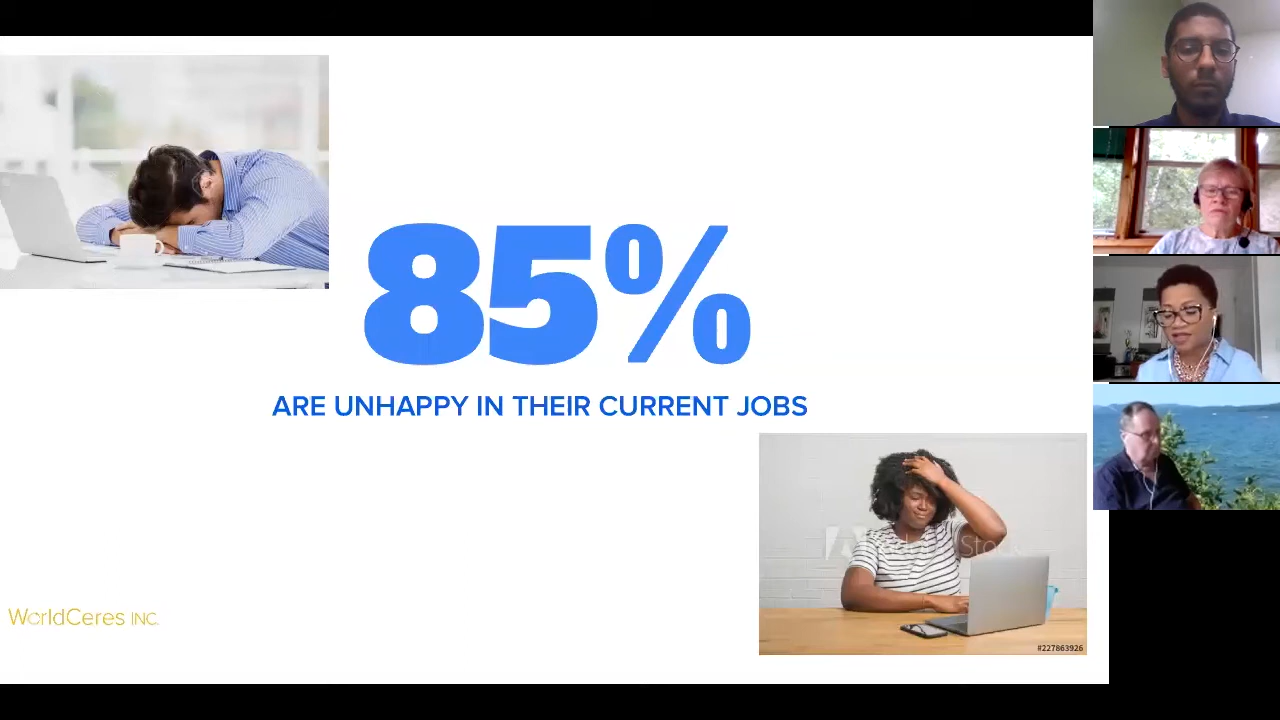 85%
ARE UNHAPPY IN THEIR CURRENT JOBS
WorldCeres INC.
#227863926